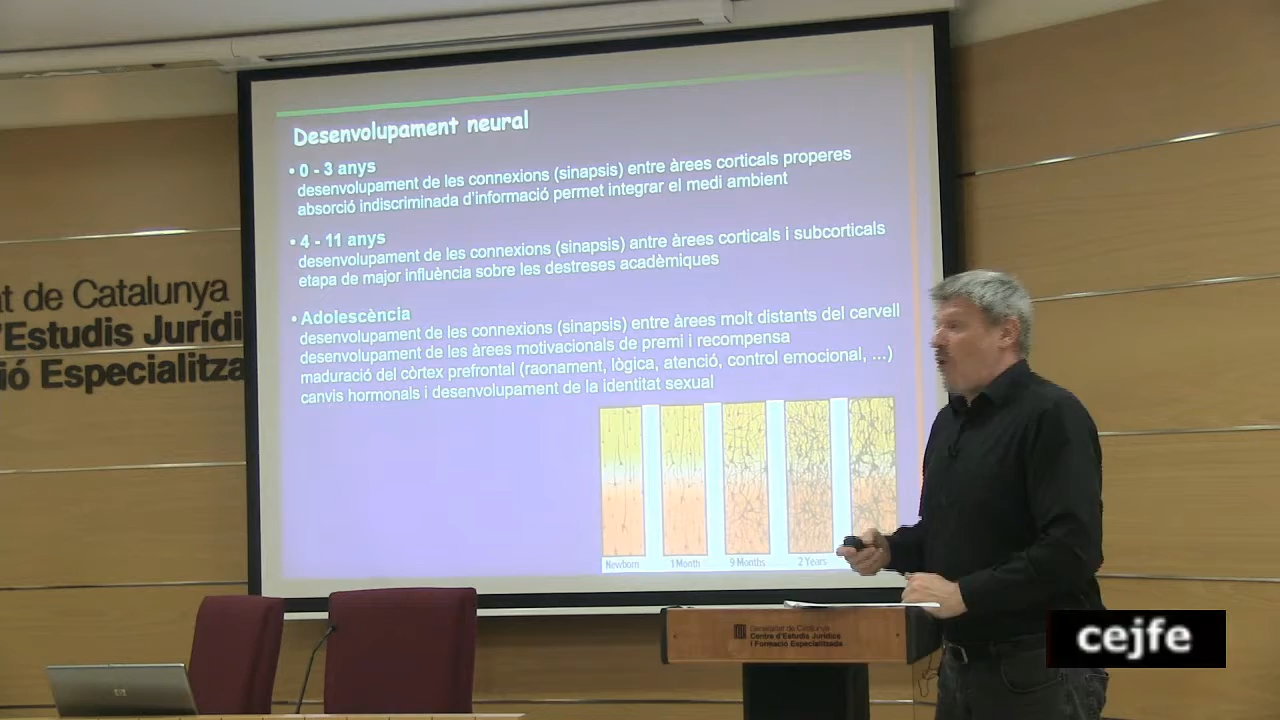 Desenvolupament neural
• 0 - 3 anys
desenvolupament de les connexions (sinapsis) entre àrees corticals properes
absorció indiscriminada d'informació permet integrar el medi ambient
• 4 - 11 anys
desenvolupament de les connexions (sinapsis) antre àrees corticals i subcorticals
etapa de major influència sobre les destreses acadèmiques
• Adolescència
desenvolupament de les connexions (sinapsis) entre àrees molt distants del cervell
desenvolupament de les àrees motivacionals de premi i recompensa
maduració del còrtex prefrontal (raonament, lògica, atenció, control emocional, ...)
canvis hormonals i desenvolupament de la identitat sexual
Newborn 1 Month 9 Months 2 Years
t de Catalunya
d'Estudis Jurídi
ió Especialitza
Generalitat de Catalunya
Centre d'Estudis Jurídics
i Formació Especialitzada
hp
cejfe